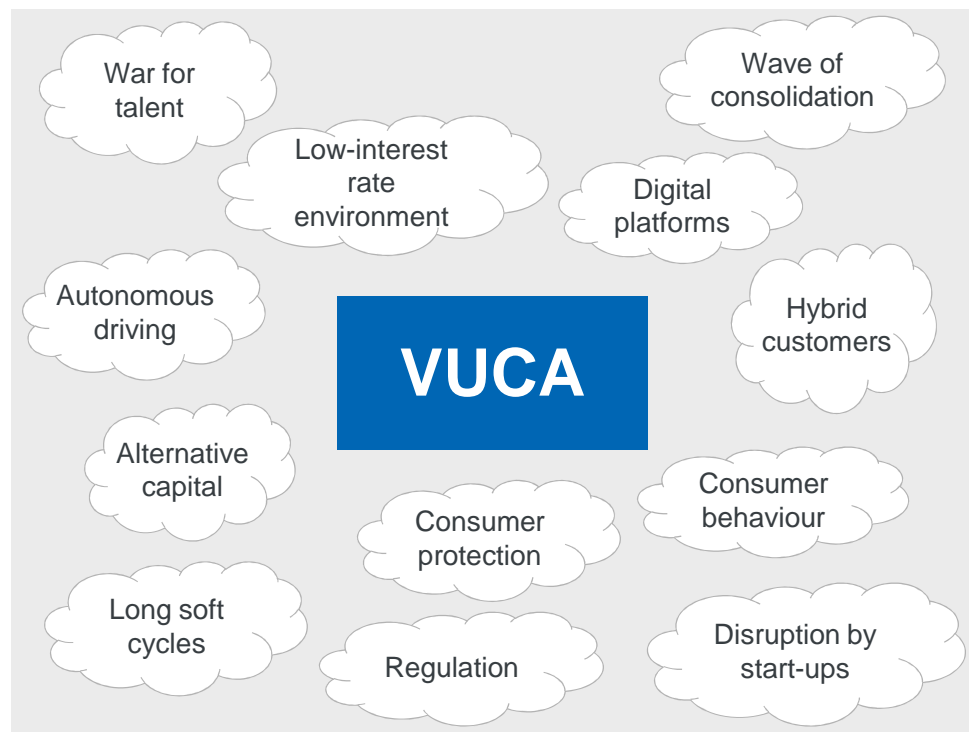 War for
talent
Wave of
consolidation
Low-interest
rate
environment
Digital
platforms
Autonomous
driving
Hybrid
customers
VUCA
Alternative
capital
Consumer
behaviour
Consumer
protection
Long soft
cycles
Regulation
Disruption by
start-ups